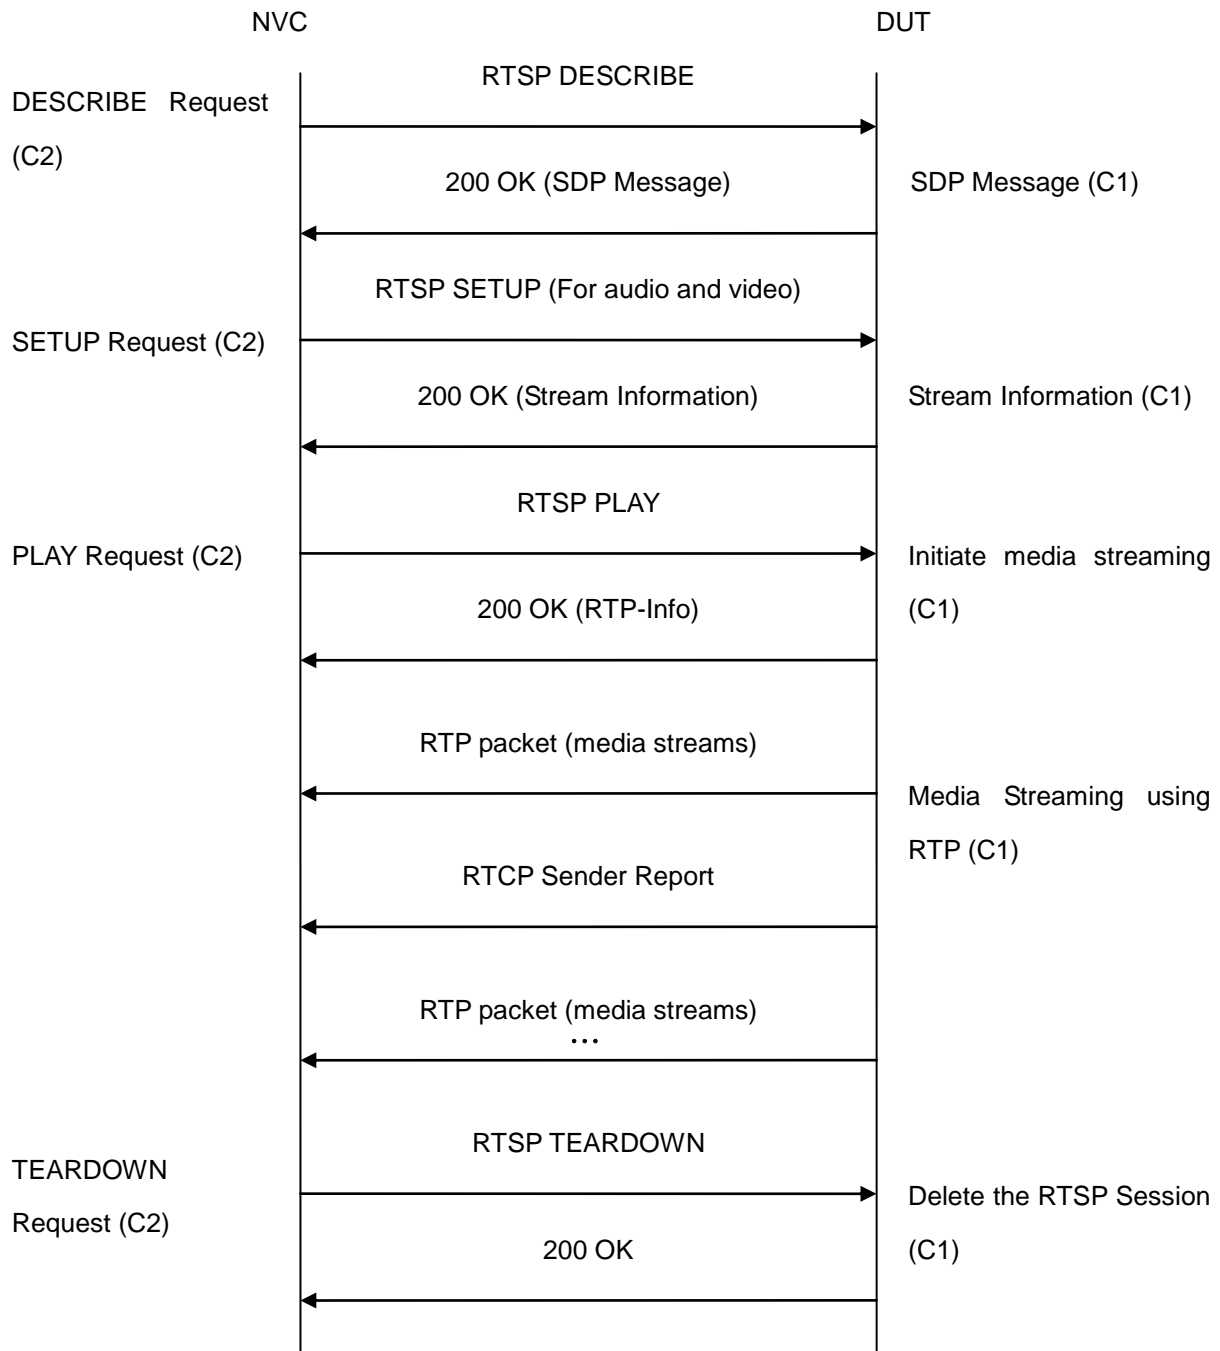 NVC
DUT
RTSP DESCRIBE
DESCRIBE Request
(C2)
200 OK (SDP Message)
SDP Message (C1)
RTSP SETUP (For audio and video)
SETUP Request (C2)
200 OK (Stream Information)
Stream Information (C1)
RTSP PLAY
PLAY Request (C2)
Initiate media streaming
(C1)
200 OK (RTP-Info)
RTP packet (media streams)
Media Streaming using
RTP (C1)
RTCP Sender Report
RTP packet (media streams)
...
RTSP TEARDOWN
TEARDOWN
Request (C2)
Delete the RTSP Session
(C1)
200 OK